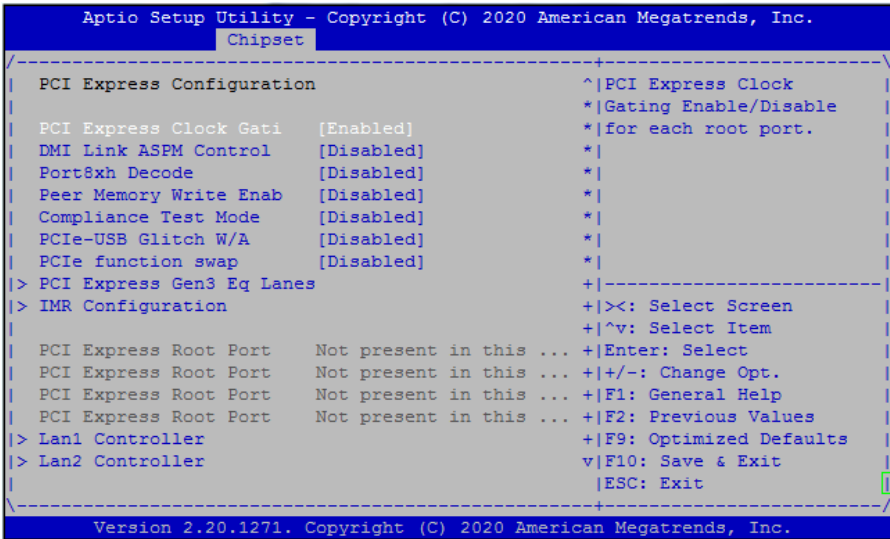 Aptio Setup Utility - Copyright (C) 2020 American Megatrends, Inc.
Chipset
/-------------------------------------------------------+--------------------------\
| PCI Express Configuration ^|PCI Express Clock |
| *|Gating Enable/Disable |
| PCI Express Clock Gati [Enabled] *|for each root port. |
| DMI Link ASPM Control [Disabled] *| |
| Port8xh Decode [Disabled] *| |
| Peer Memory Write Enab [Disabled] *| |
| Compliance Test Mode [Disabled] *| |
| PCIe-USB Glitch W/A [Disabled] *| |
| PCIe function swap [Disabled] *| |
|> PCI Express Gen3 Eq Lanes +|--------------------------|
|> IMR Configuration +|><: Select Screen |
| +|^v: Select Item |
| PCI Express Root Port Not present in this ... +|Enter: Select |
| PCI Express Root Port Not present in this ... +|+/-: Change Opt. |
| PCI Express Root Port Not present in this ... +|F1: General Help |
| PCI Express Root Port Not present in this ... +|F2: Previous Values |
|> Lan1 Controller +|F9: Optimized Defaults |
|> Lan2 Controller v|F10: Save & Exit |
| |ESC: Exit |
\-------------------------------------------------------+--------------------------/
Version 2.20.1271. Copyright (C) 2020 American Megatrends, Inc.